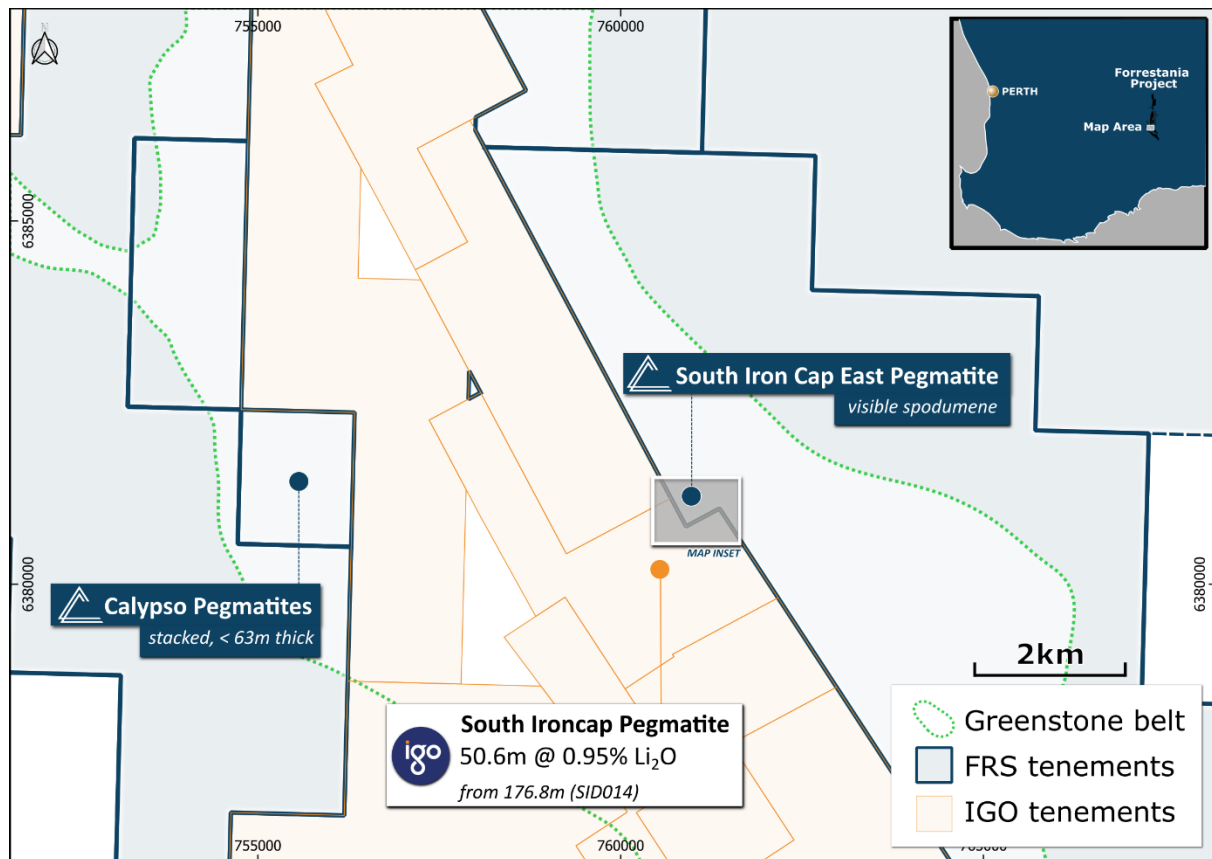 N
755000
760000
Forrestania
Project
PERTH
Map Area
6385000
South Iron Cap East Pegmatite
visible spodumene
MAP INSET
Calypso Pegmatites
stacked, < 63m thick
6380000
6380000
2km
igo
South Ironcap Pegmatite
50.6m @ 0.95% Li₂O
from 176.8m (SID014)
Greenstone belt
FRS tenements
IGO tenements
755000
760000